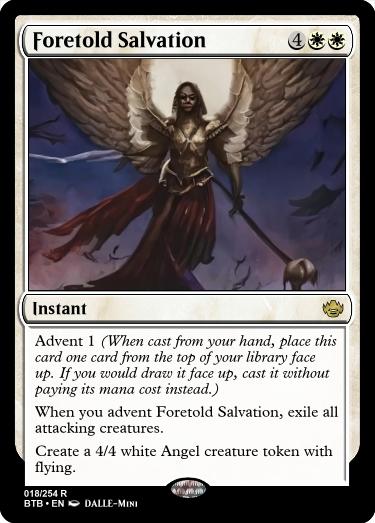 Foretold Salvation 4
Instant
Advent 1 (When cast from your hand, place this
card one card from the top of your library face
up. If you would draw it face up, cast it without
paying its mana cost instead.)
When you advent Foretold Salvation, exile all
attacking creatures.
Create a 4/4 white Angel creature token with
flying.
018/254 R
BTB • EN DALLE-Mini